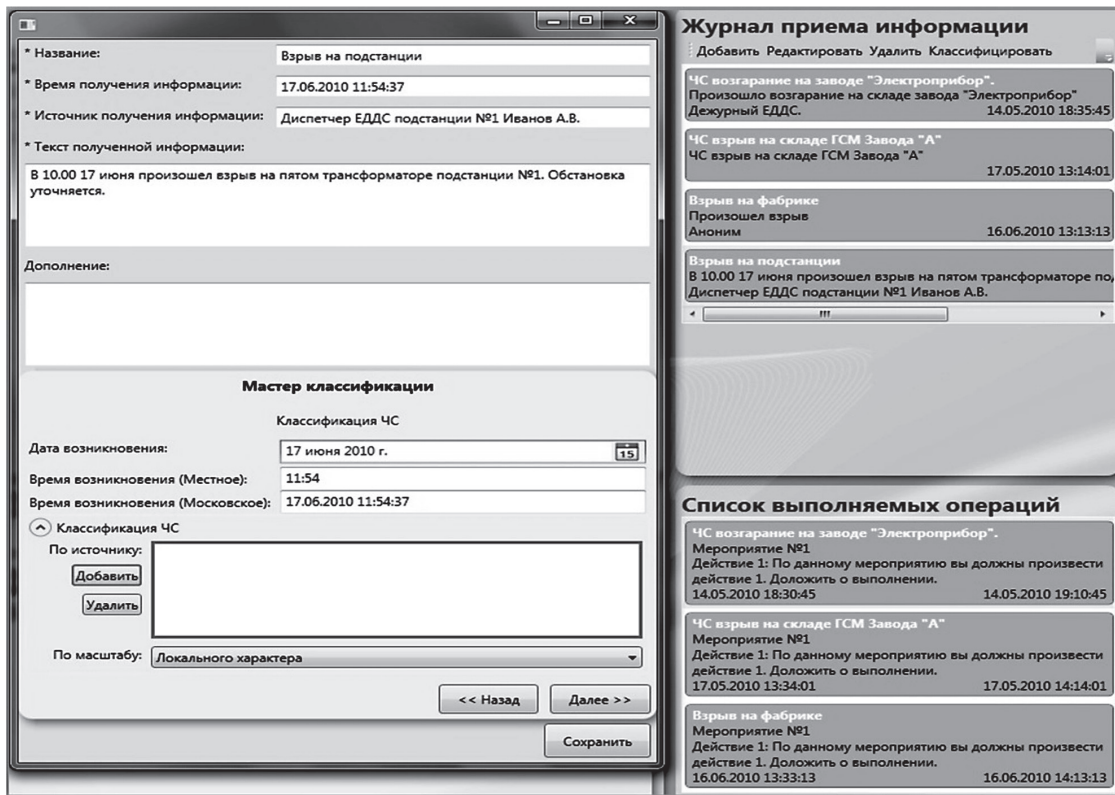 * Название:
Взрыв на подстанции
* Время получения информации:
17.06.2010 11:54:37
* Источник получения информации:
Диспетчер ЕДДС подстанции №1 Иванов А.В.
* Текст полученной информации:
В 10.00 17 июня произошел взрыв на пятом трансформаторе подстанции №1. Обстановка
уточняется.
Дополнение:
Мастер классификации
Классификация ЧС
Дата возникновения:
17 июня 2010 г.
15
Время возникновения (Местное):
11:54
Время возникновения (Московское):
17.06.2010 11:54:37
Классификация ЧС
По источнику:
Добавить
Удалить
По масштабу:
Локального характера
<< Назад
Далее >>
Сохранить
Журнал приема информации
Добавить Редактировать Удалить Классифицировать
ЧС возгарание на заводе "Электроприбор".
Произошло возгарание на складе завода "Электроприбор"
Дежурный ЕДДС.
14.05.2010 18:35:45
ЧС взрыв на складе ГСМ Завода "А"
ЧС взрыв на складе ГСМ Завода "А"
17.05.2010 13:14:01
Взрыв на фабрике
Произошел взрыв
Аноним
16.06.2010 13:13:13
Взрыв на подстанции
В 10.00 17 июня произошел взрыв на пятом трансформаторе под
Диспетчер ЕДДС подстанции №1 Иванов А.В.
Список выполняемых операций
ЧС возгарание на заводе "Электроприбор".
Мероприятие №1
Действие 1: По данному мероприятию вы должны произвести
действие 1. Доложить о выполнении.
14.05.2010 18:30:45
14.05.2010 19:10:45
ЧС взрыв на складе ГСМ Завода "А"
Мероприятие №1
Действие 1: По данному мероприятию вы должны произвести
действие 1. Доложить о выполнении.
17.05.2010 13:34:01
17.05.2010 14:14:01
Взрыв на фабрике
Мероприятие №1
Действие 1: По данному мероприятию вы должны произвести
действие 1. Доложить о выполнении.
16.06.2010 13:33:13
16.06.2010 14:13:13